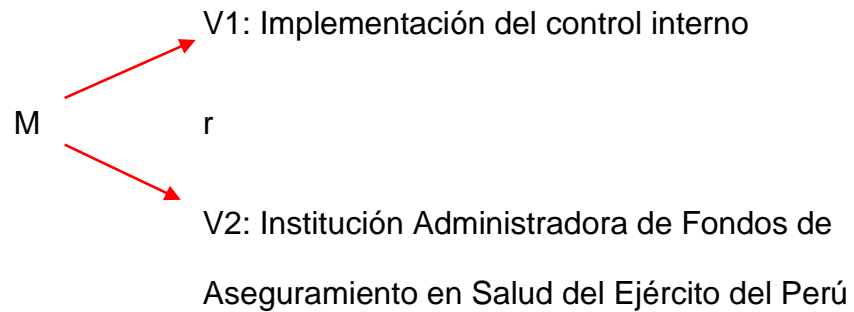 V1: Implementación del control interno
M r
V2: Institución Administradora de Fondos de
Aseguramiento en Salud del Ejército del Perú